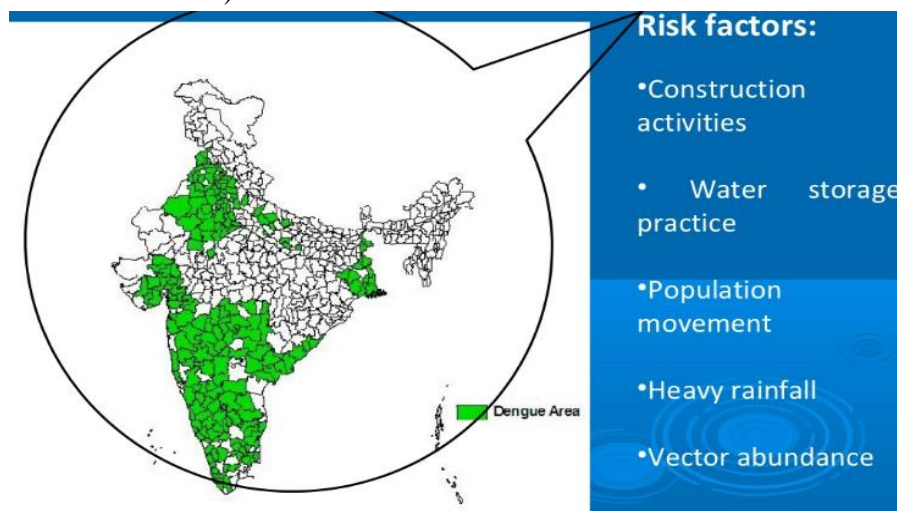 Risk factors:
•Construction
activities
• Water storage
practice
•Population
movement
•Heavy rainfall
•Vector abundance
Dengue Area